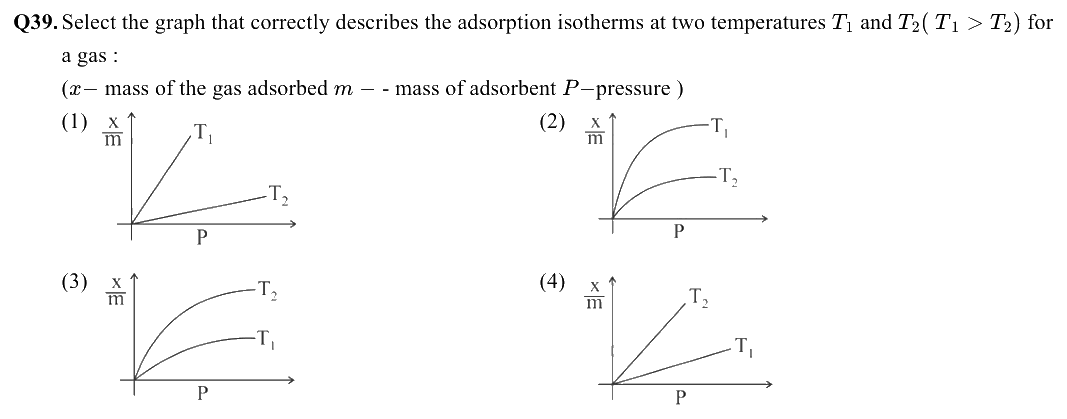 Q39. Select the graph that correctly describes the adsorption isotherms at two temperatures T₁ and T₂( T₁ > T₂) for
a gas :
(x− mass of the gas adsorbed m − - mass of adsorbent P−pressure )
(1) x/m T₁ T₂ P
(2) x/m T₁ T₂ P
(3) x/m T₂ T₁ P
(4) x/m T₂ T₁ P